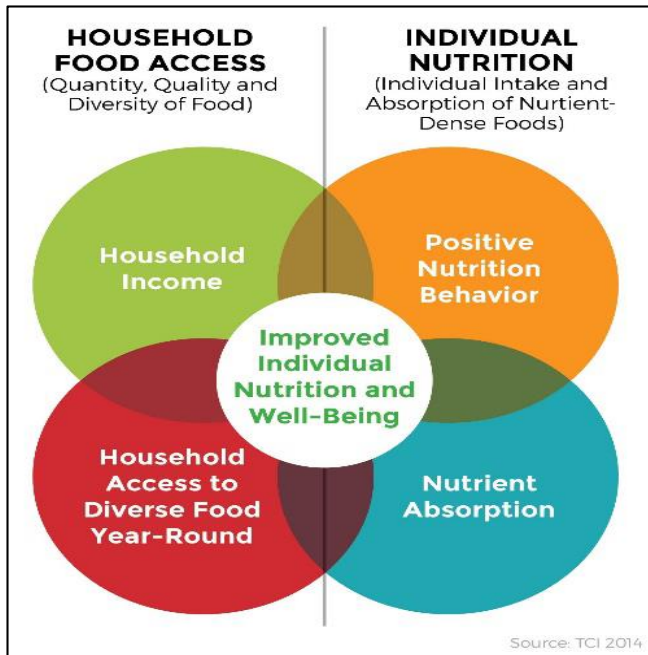 HOUSEHOLD
FOOD ACCESS
(Quantity, Quality and
Diversity of Food)
INDIVIDUAL
NUTRITION
(Individual Intake and
Absorption of Nurtient-
Dense Foods)
Household
Income
Positive
Nutrition
Behavior
Improved
Individual
Nutrition and
Well-Being
Household
Access to
Diverse Food
Year-Round
Nutrient
Absorption
Source: TCI 2014